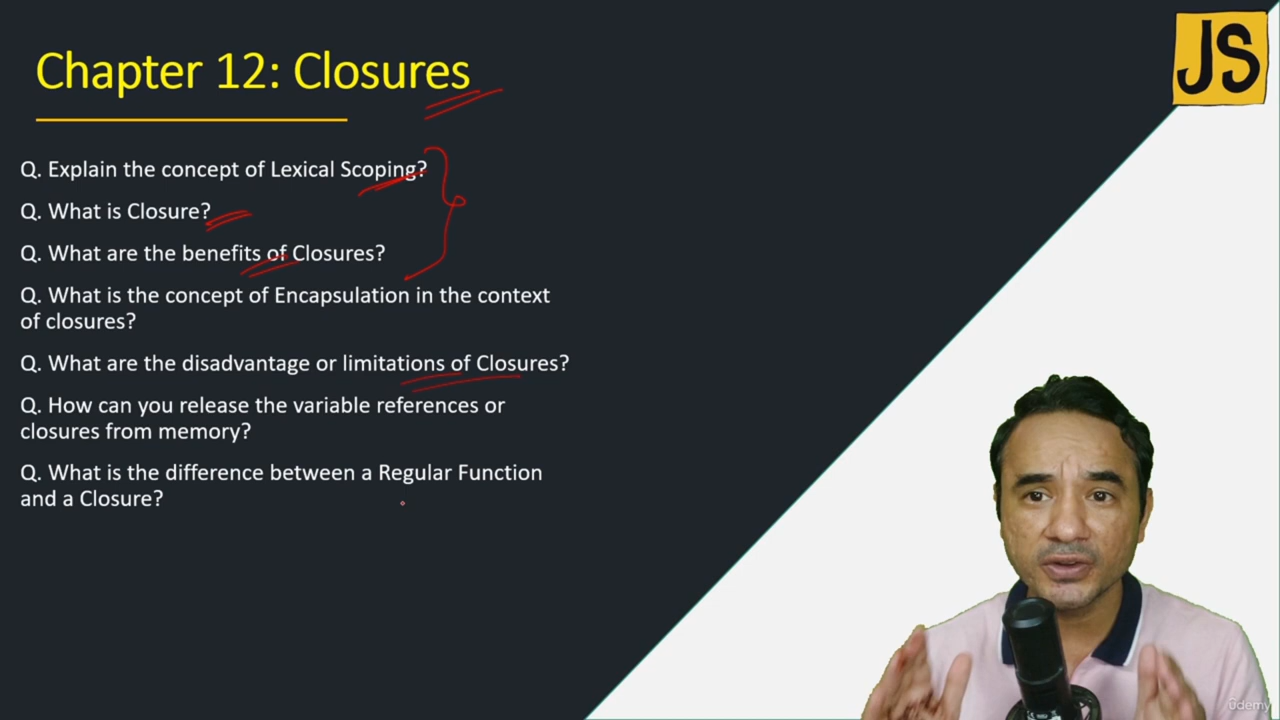 JS
Chapter 12: Closures
Q. Explain the concept of Lexical Scoping?
Q. What is Closure?
Q. What are the benefits of Closures?
Q. What is the concept of Encapsulation in the context
of closures?
Q. What are the disadvantage or limitations of Closures?
Q. How can you release the variable references or
closures from memory?
Q. What is the difference between a Regular Function
and a Closure?
ûdemy